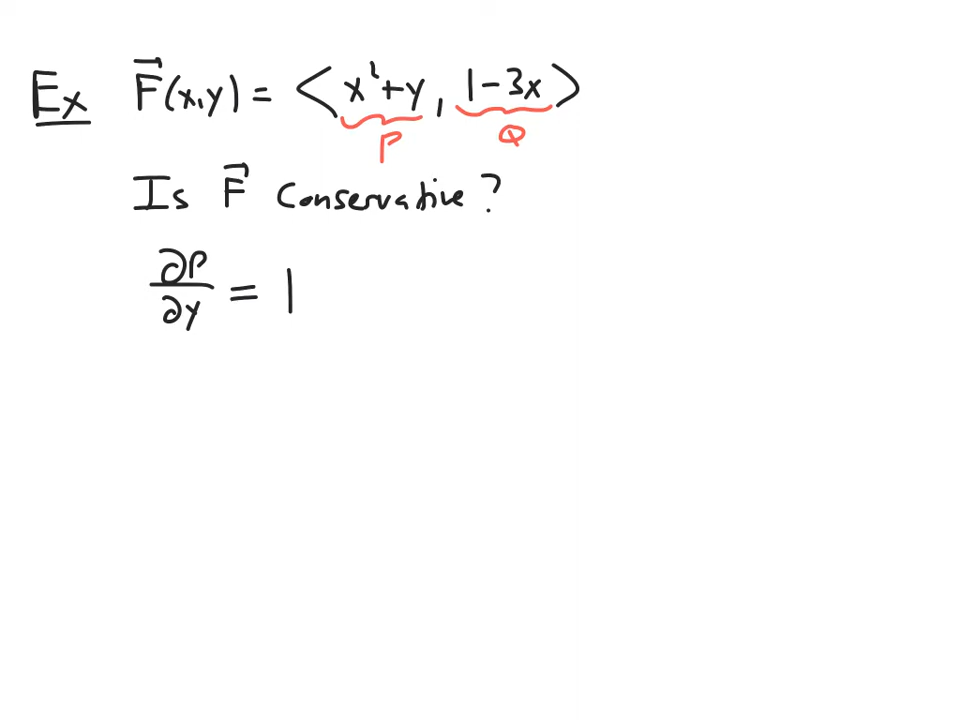 Ex F⃗(x,y) = <x²+y, 1-3x>
P Q
Is F⃗ Conservative?
∂P/∂y = 1